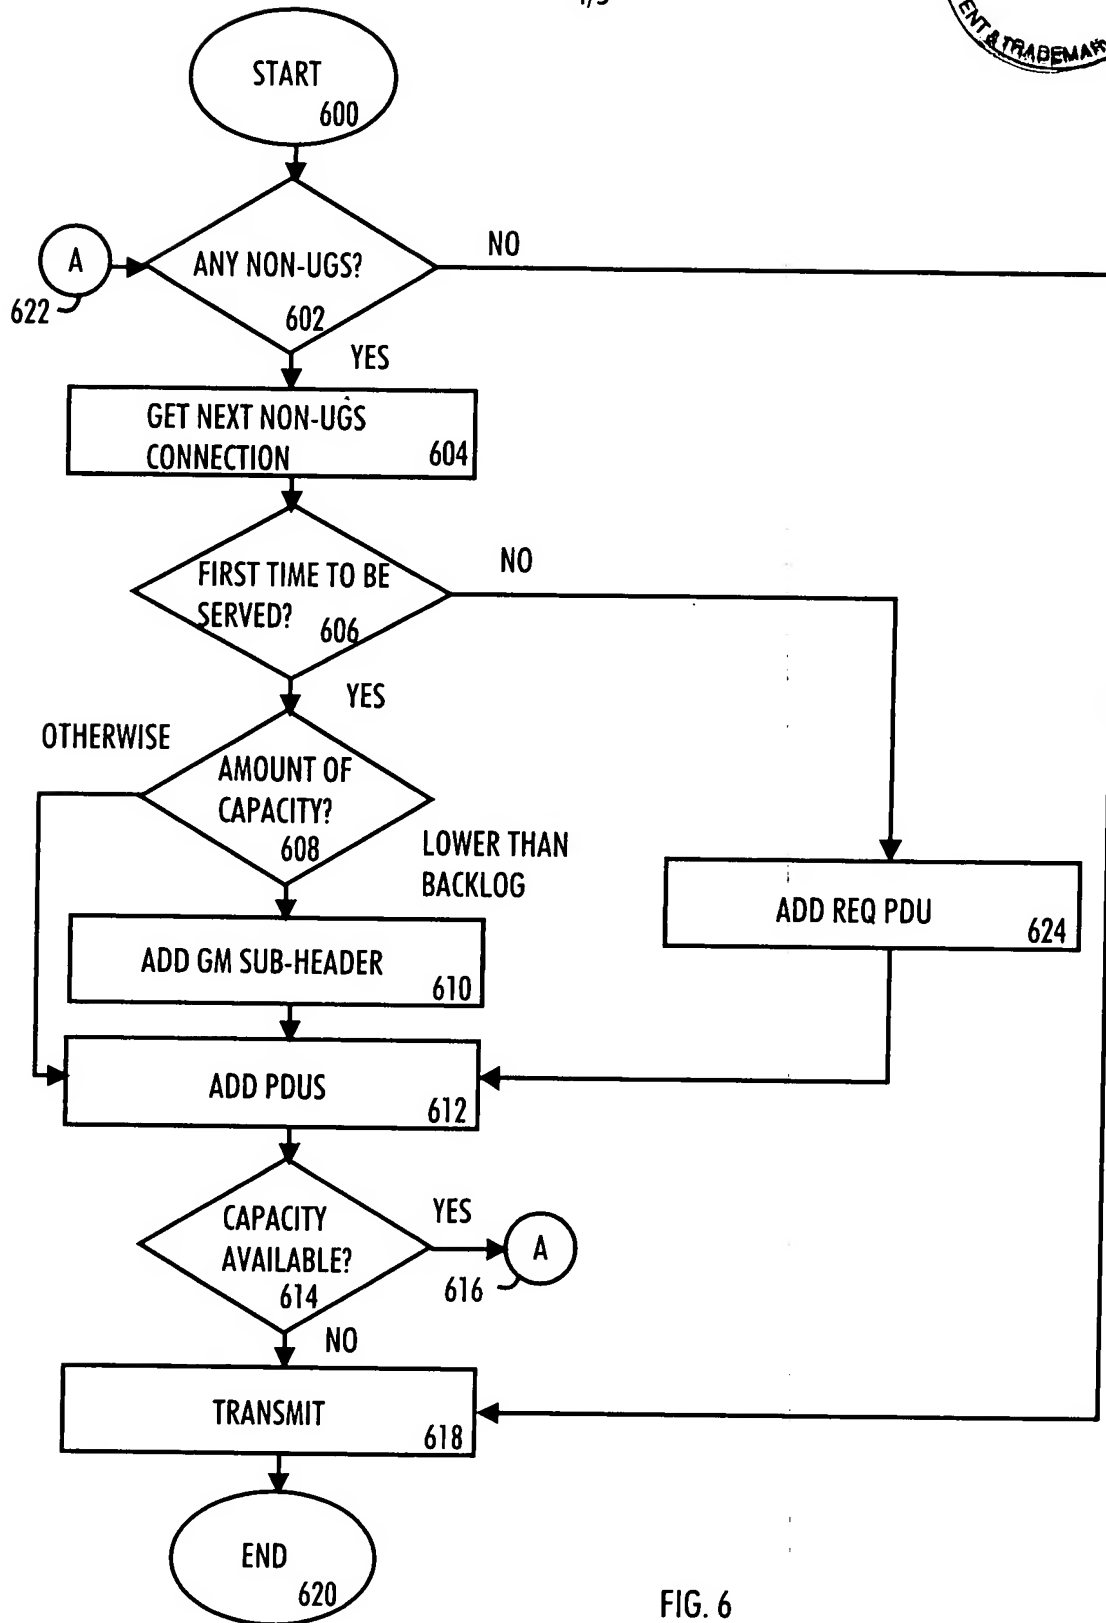 START
600
A
622
ANY NON-UGS?
602
NO
YES
GET NEXT NON-UGS
CONNECTION
604
FIRST TIME TO BE
SERVED?
606
NO
YES
OTHERWISE
AMOUNT OF
CAPACITY?
608
LOWER THAN
BACKLOG
ADD REQ PDU
624
ADD GM SUB-HEADER
610
ADD PDUS
612
CAPACITY
AVAILABLE?
614
YES
A
616
NO
TRANSMIT
618
END
620
FIG. 6